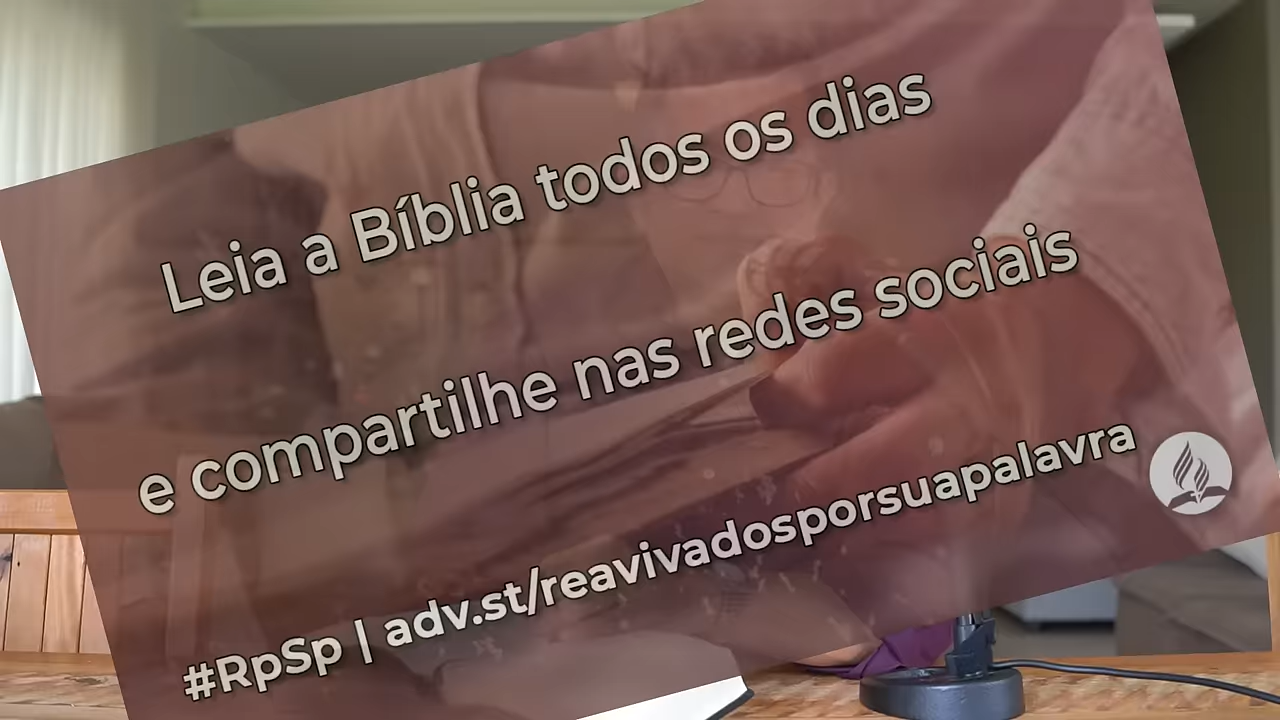 Leia a Bíblia todos os dias
e compartilhe nas redes sociais
#RpSp | adv.st/reavivadosporsuapalavra